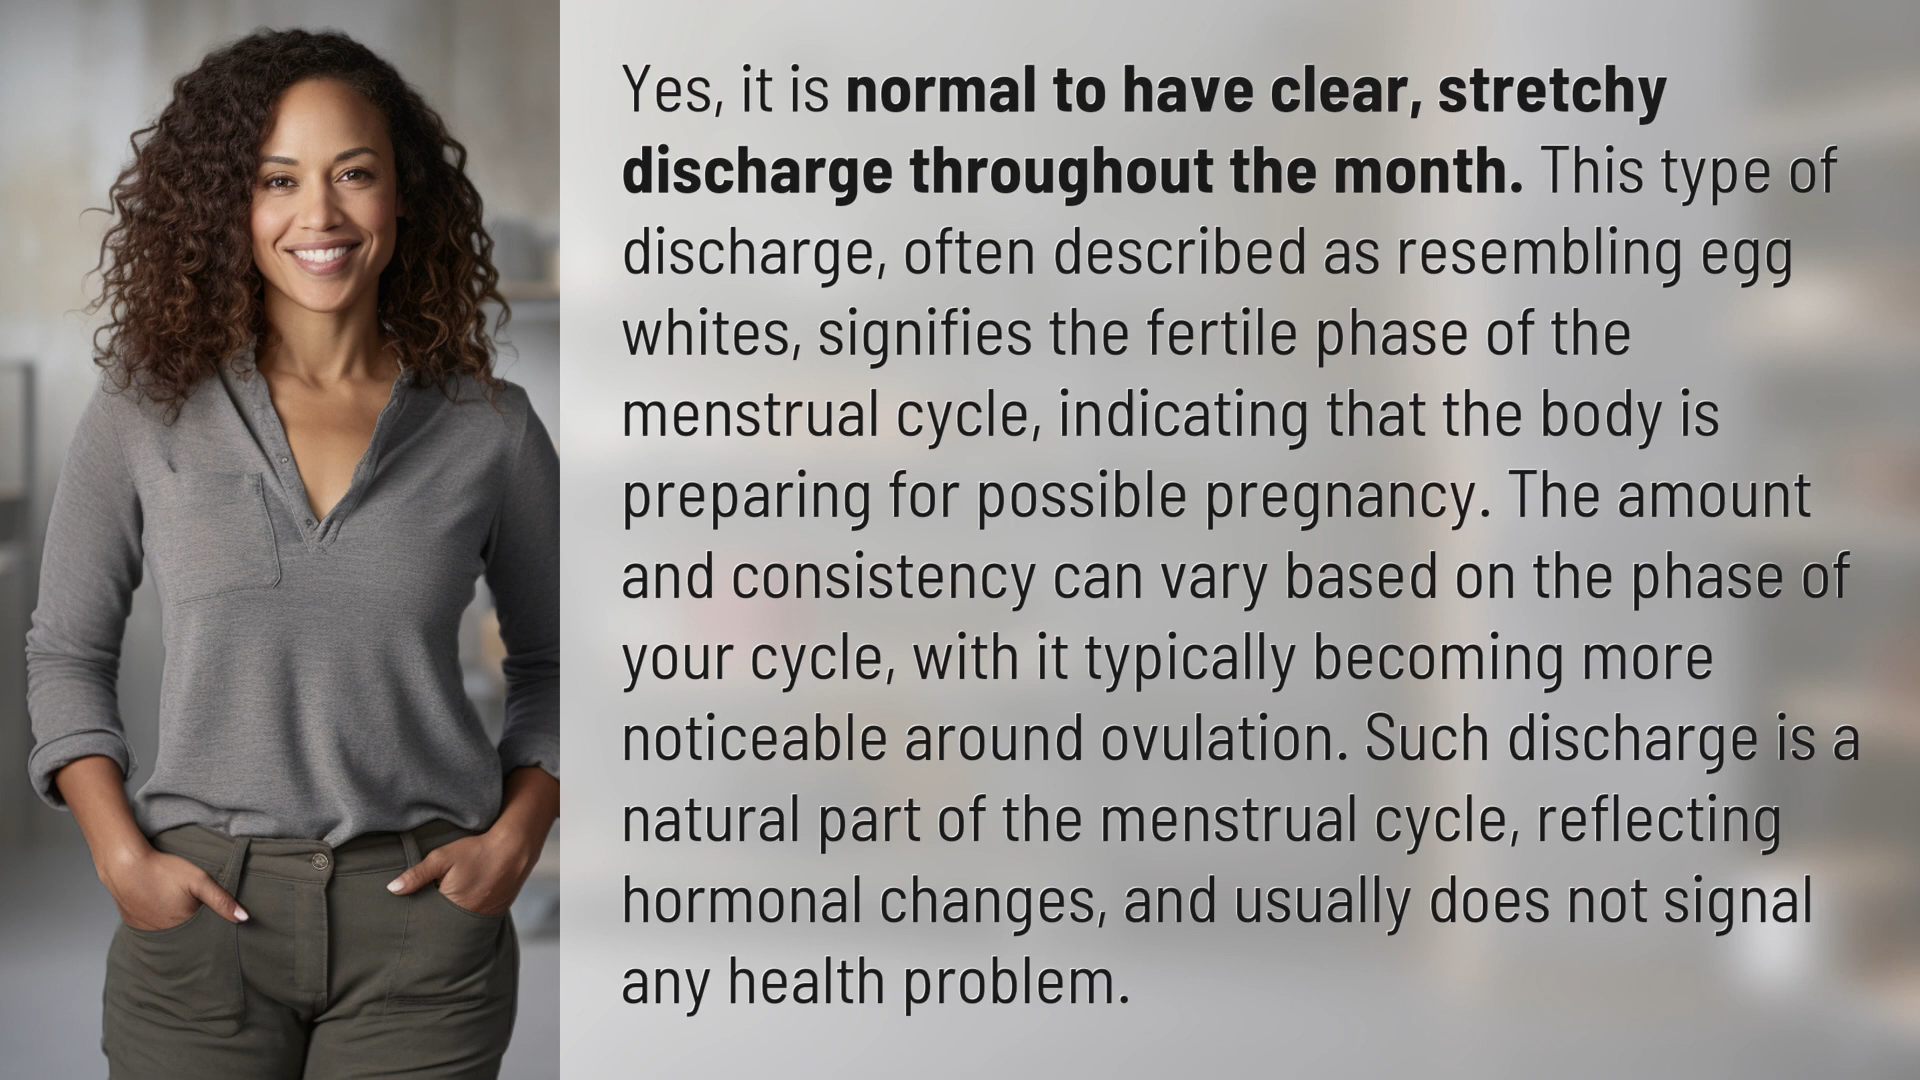 Yes, it is normal to have clear, stretchy
discharge throughout the month. This type of
discharge, often described as resembling egg
whites, signifies the fertile phase of the
menstrual cycle, indicating that the body is
preparing for possible pregnancy. The amount
and consistency can vary based on the phase of
your cycle, with it typically becoming more
noticeable around ovulation. Such discharge is a
natural part of the menstrual cycle, reflecting
hormonal changes, and usually does not signal
any health problem.